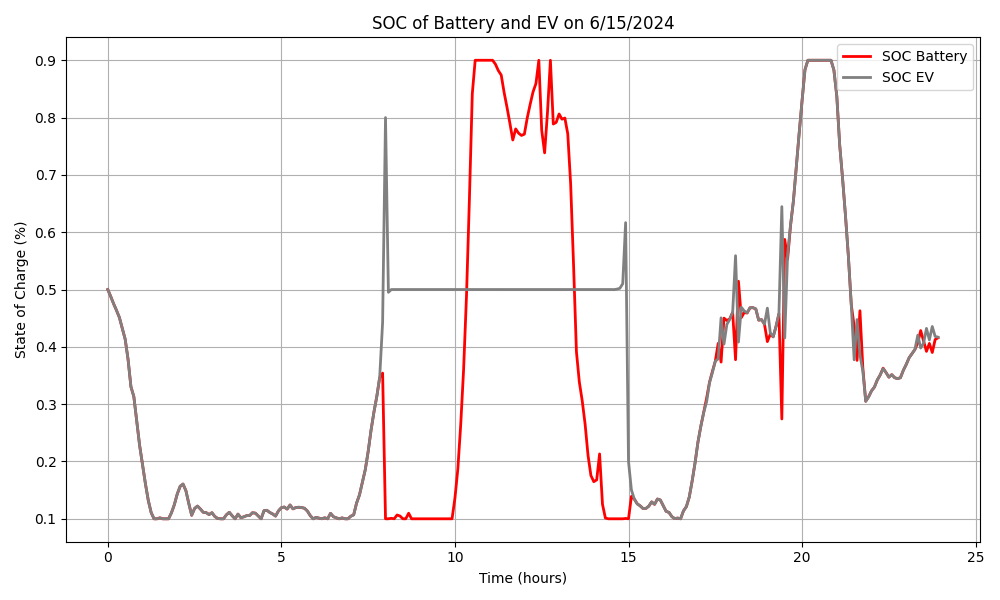 SOC of Battery and EV on 6/15/2024
SOC Battery
SOC EV
State of Charge (%)
0.9
0.8
0.7
0.6
0.5
0.4
0.3
0.2
0.1
0 5 10 15 20 25
Time (hours)